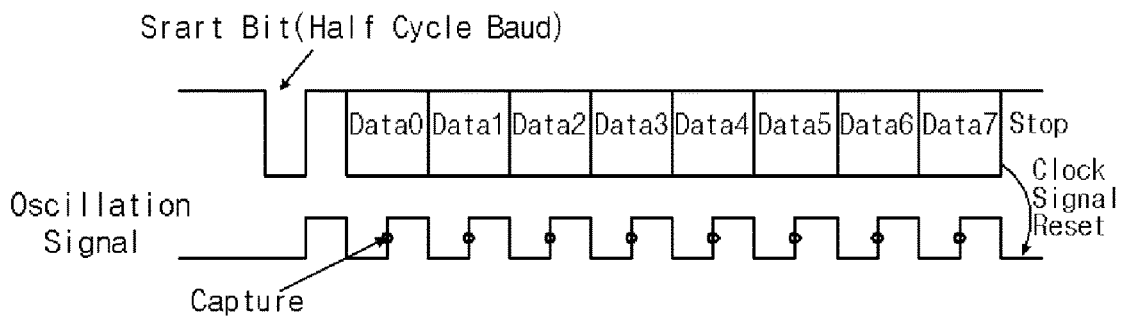 Srart Bit(Half Cycle Baud)
Data0 Data1 Data2 Data3 Data4 Data5 Data6 Data7 Stop
Clock
Signal
Reset
Oscillation
Signal
Capture